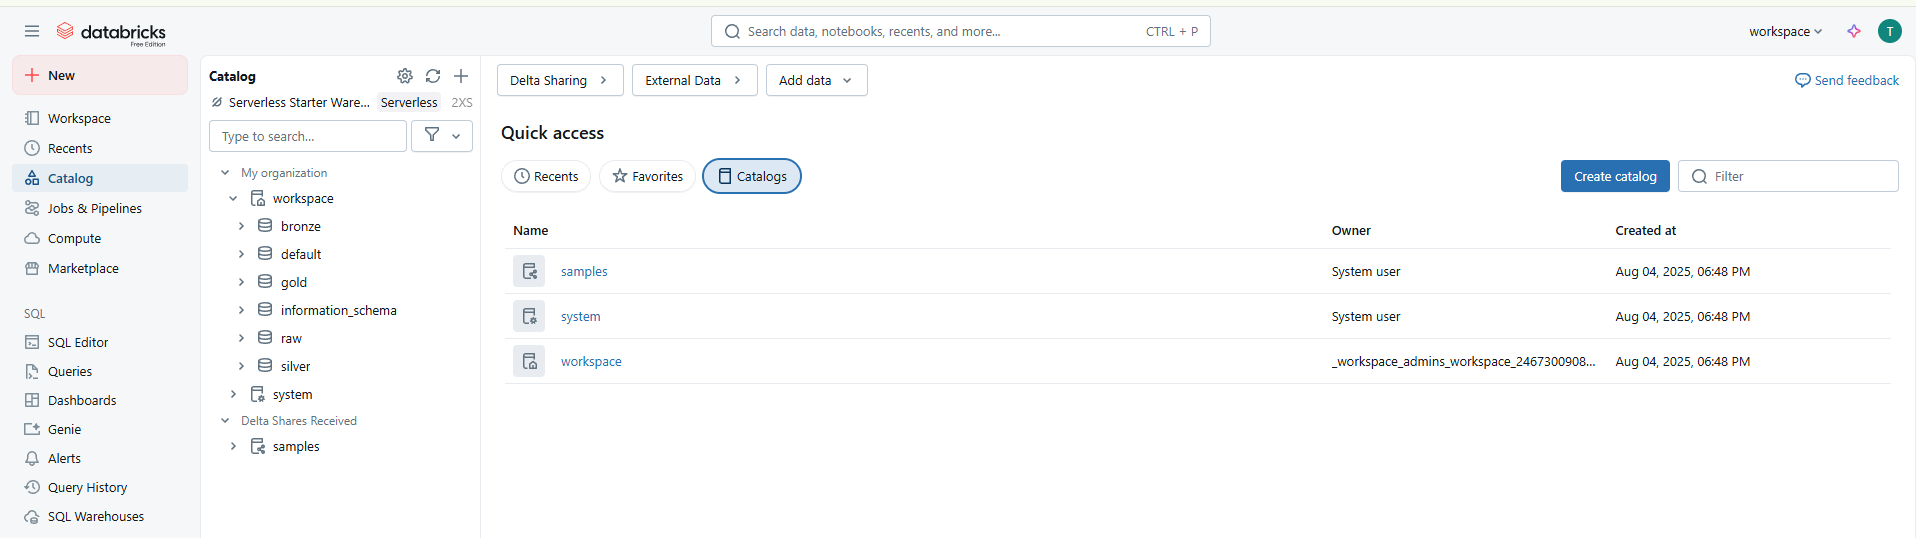 databricks
Free Edition
Search data, notebooks, recents, and more...
CTRL + P
workspace
T
New
Workspace
Recents
Catalog
Jobs & Pipelines
Compute
Marketplace
SQL
SQL Editor
Queries
Dashboards
Genie
Alerts
Query History
SQL Warehouses
Catalog
Serverless Starter Ware... Serverless 2XS
Type to search...
My organization
workspace
bronze
default
gold
information_schema
raw
silver
system
Delta Shares Received
samples
Delta Sharing
External Data
Add data
Send feedback
Quick access
Recents
Favorites
Catalogs
Create catalog
Filter
Name Owner Created at
samples System user Aug 04, 2025, 06:48 PM
system System user Aug 04, 2025, 06:48 PM
workspace _workspace_admins_workspace_2467300908... Aug 04, 2025, 06:48 PM